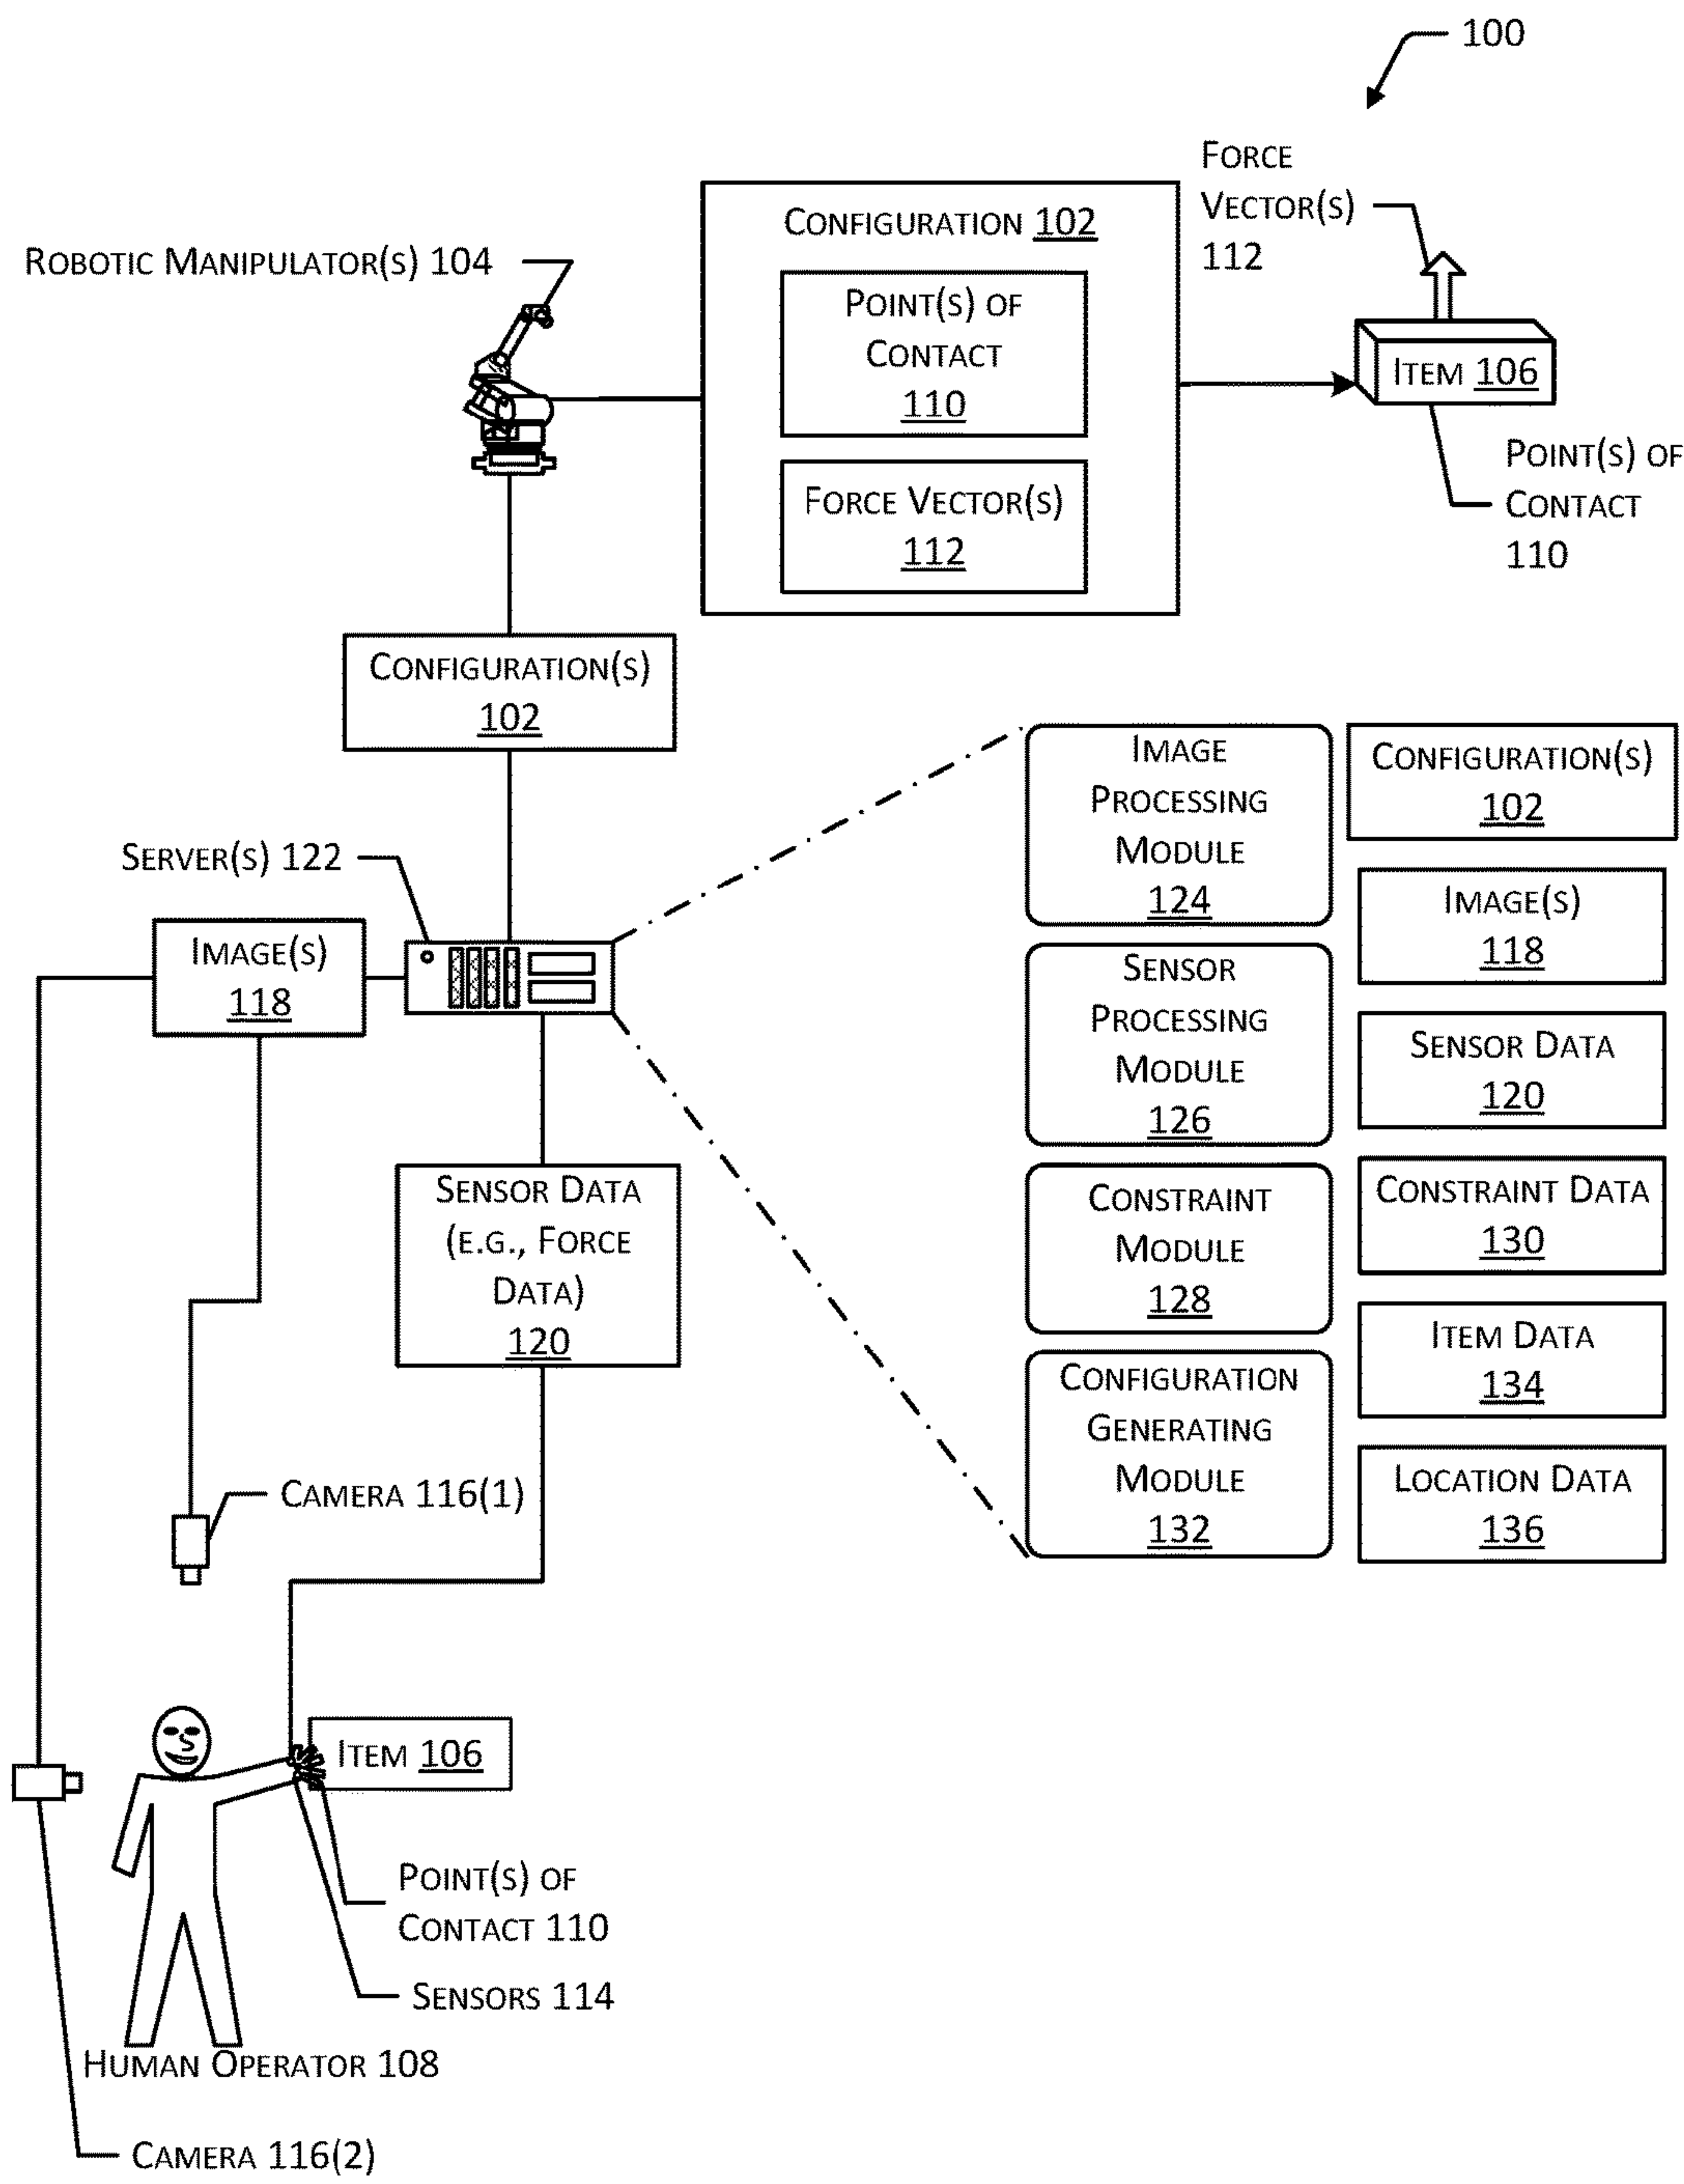 100
FORCE
VECTOR(S)
112
CONFIGURATION 102
ROBOTIC MANIPULATOR(S) 104
POINT(S) OF
CONTACT
110
ITEM 106
FORCE VECTOR(S)
112
POINT(S) OF
CONTACT
110
CONFIGURATION(S)
102
IMAGE
PROCESSING
MODULE
124
CONFIGURATION(S)
102
SERVER(S) 122
IMAGE(S)
118
IMAGE(S)
118
SENSOR
PROCESSING
MODULE
126
SENSOR DATA
120
SENSOR DATA
(E.G., FORCE
DATA)
120
CONSTRAINT
MODULE
128
CONSTRAINT DATA
130
ITEM DATA
134
CONFIGURATION
GENERATING
MODULE
132
LOCATION DATA
136
CAMERA 116(1)
ITEM 106
POINT(S) OF
CONTACT 110
SENSORS 114
HUMAN OPERATOR 108
CAMERA 116(2)